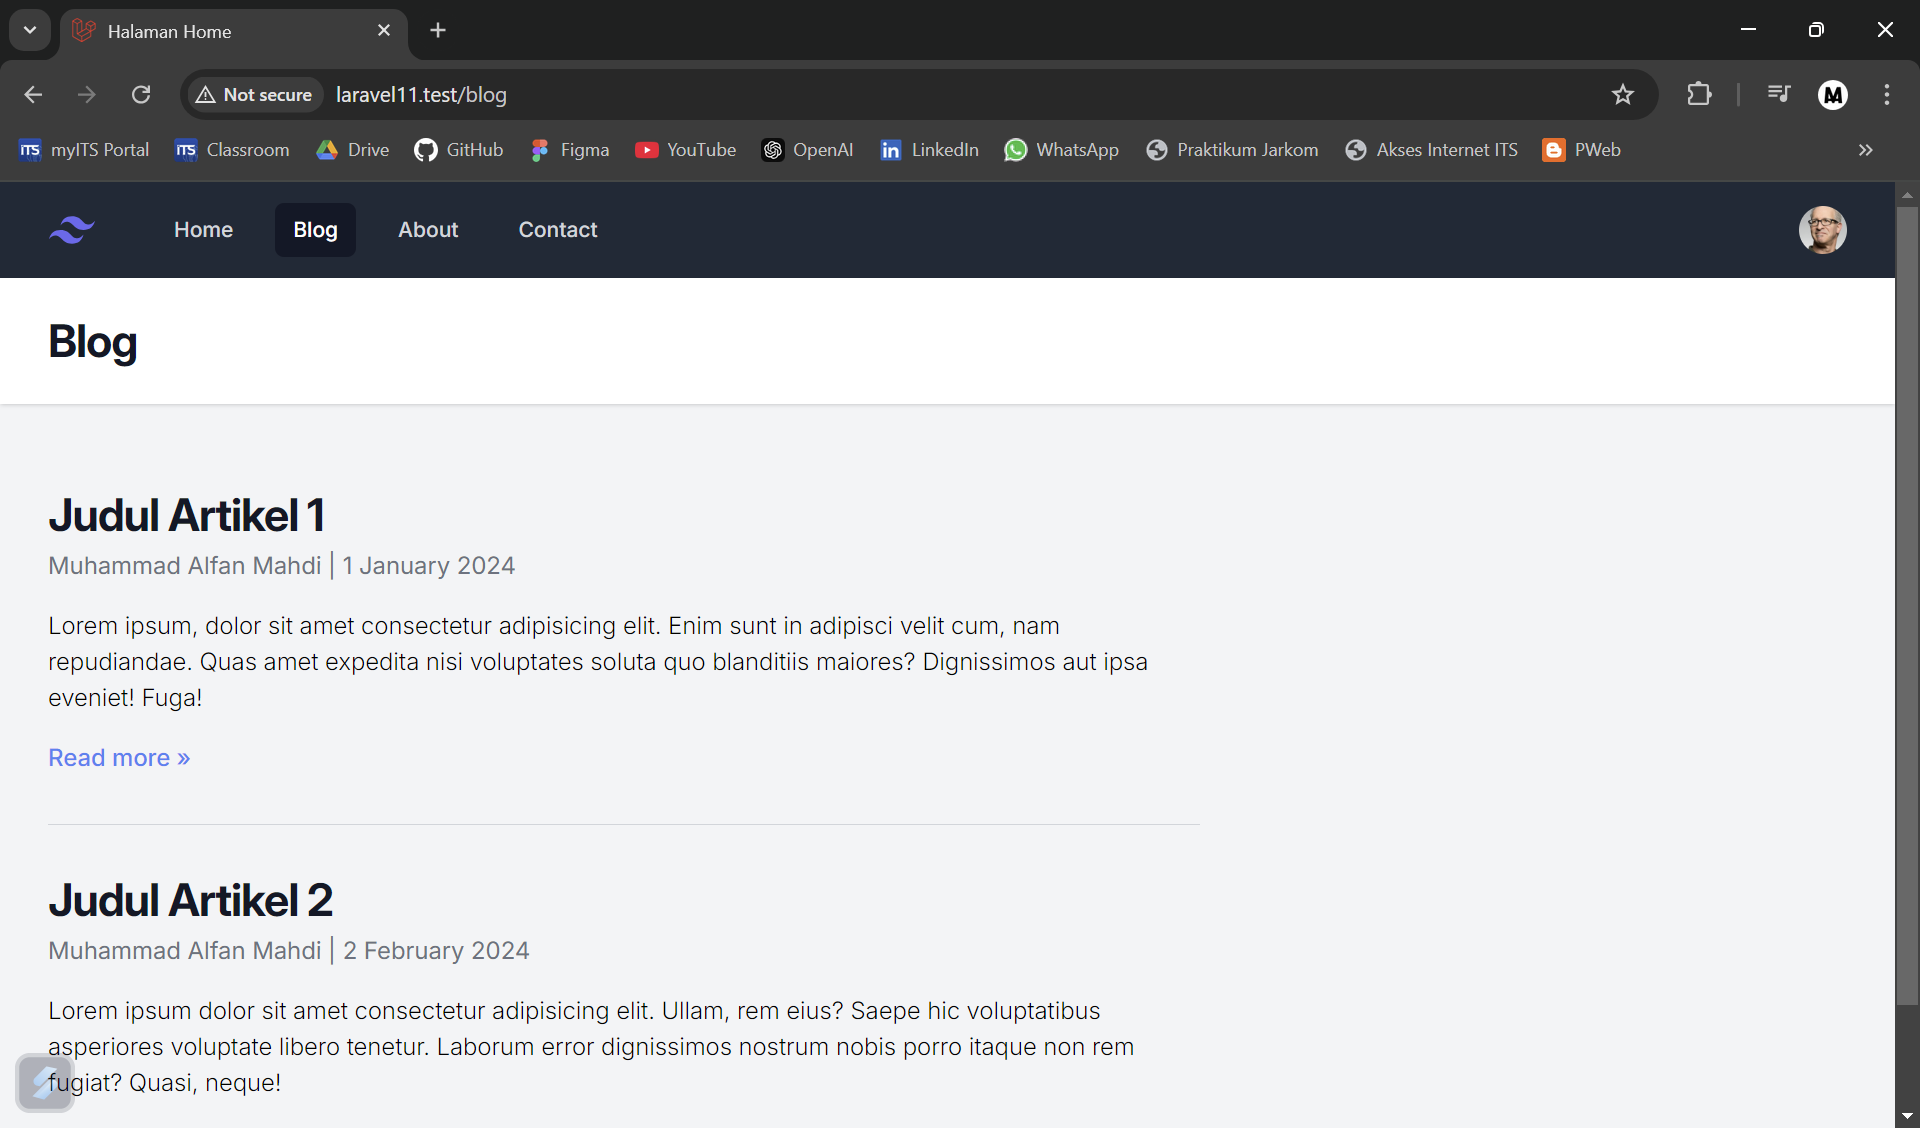 Halaman Home
Not secure
laravel11.test/blog
myITS Portal
ITS Classroom
Drive
GitHub
Figma
YouTube
OpenAI
LinkedIn
WhatsApp
Praktikum Jarkom
Akses Internet ITS
PWeb
Home
Blog
About
Contact
Blog
Judul Artikel 1
Muhammad Alfan Mahdi | 1 January 2024
Lorem ipsum, dolor sit amet consectetur adipisicing elit. Enim sunt in adipisci velit cum, nam
repudiandae. Quas amet expedita nisi voluptates soluta quo blanditiis maiores? Dignissimos aut ipsa
eveniet! Fuga!
Read more »
Judul Artikel 2
Muhammad Alfan Mahdi | 2 February 2024
Lorem ipsum dolor sit amet consectetur adipisicing elit. Ullam, rem eius? Saepe hic voluptatibus
asperiores voluptate libero tenetur. Laborum error dignissimos nostrum nobis porro itaque non rem
fugiat? Quasi, neque!